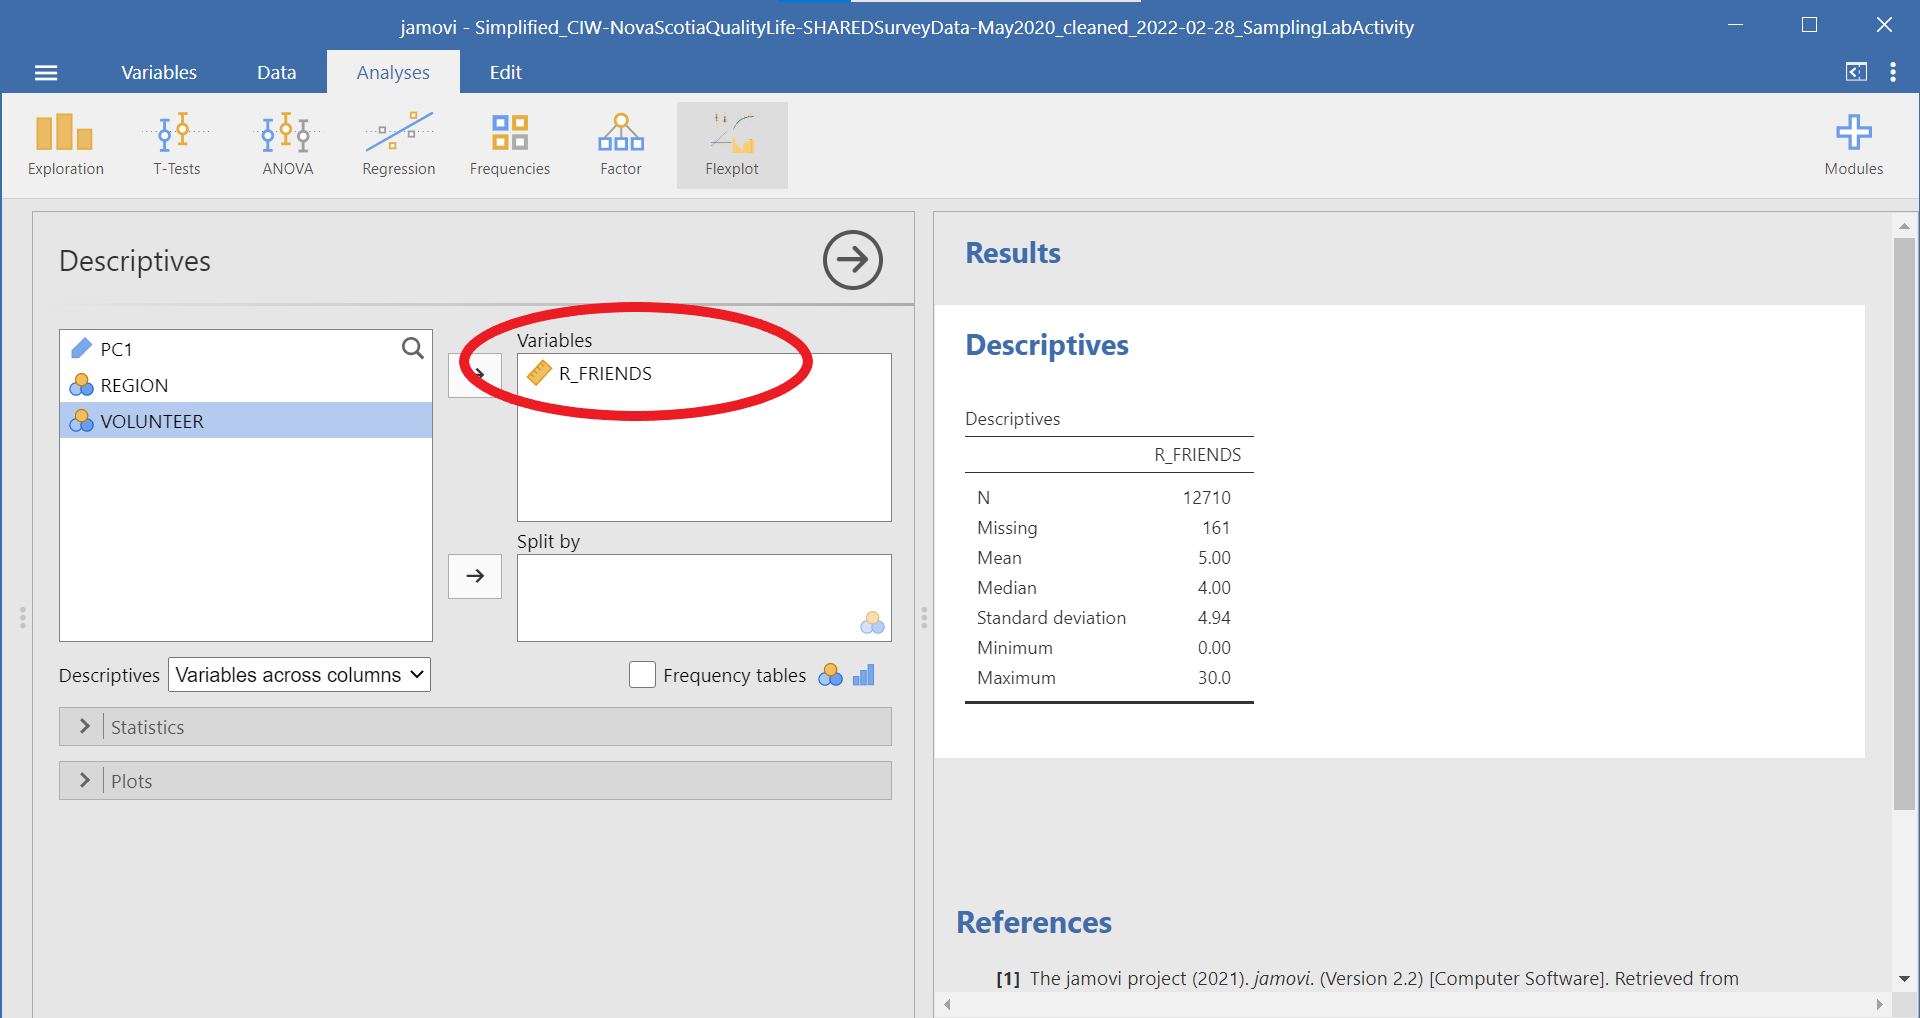 jamovi - Simplified_CIW-NovaScotiaQualityLife-SHAREDSurveyData-May2020_cleaned_2022-02-28_SamplingLabActivity
Variables Data Analyses Edit
Exploration T-Tests ANOVA Regression Frequencies Factor Flexplot Modules
Descriptives
PC1
REGION
VOLUNTEER
Variables
R_FRIENDS
Split by
Descriptives Variables across columns Frequency tables
Statistics
Plots
Results
Descriptives
Descriptives
R_FRIENDS
N 12710
Missing 161
Mean 5.00
Median 4.00
Standard deviation 4.94
Minimum 0.00
Maximum 30.0
References
[1] The jamovi project (2021). jamovi. (Version 2.2) [Computer Software]. Retrieved from